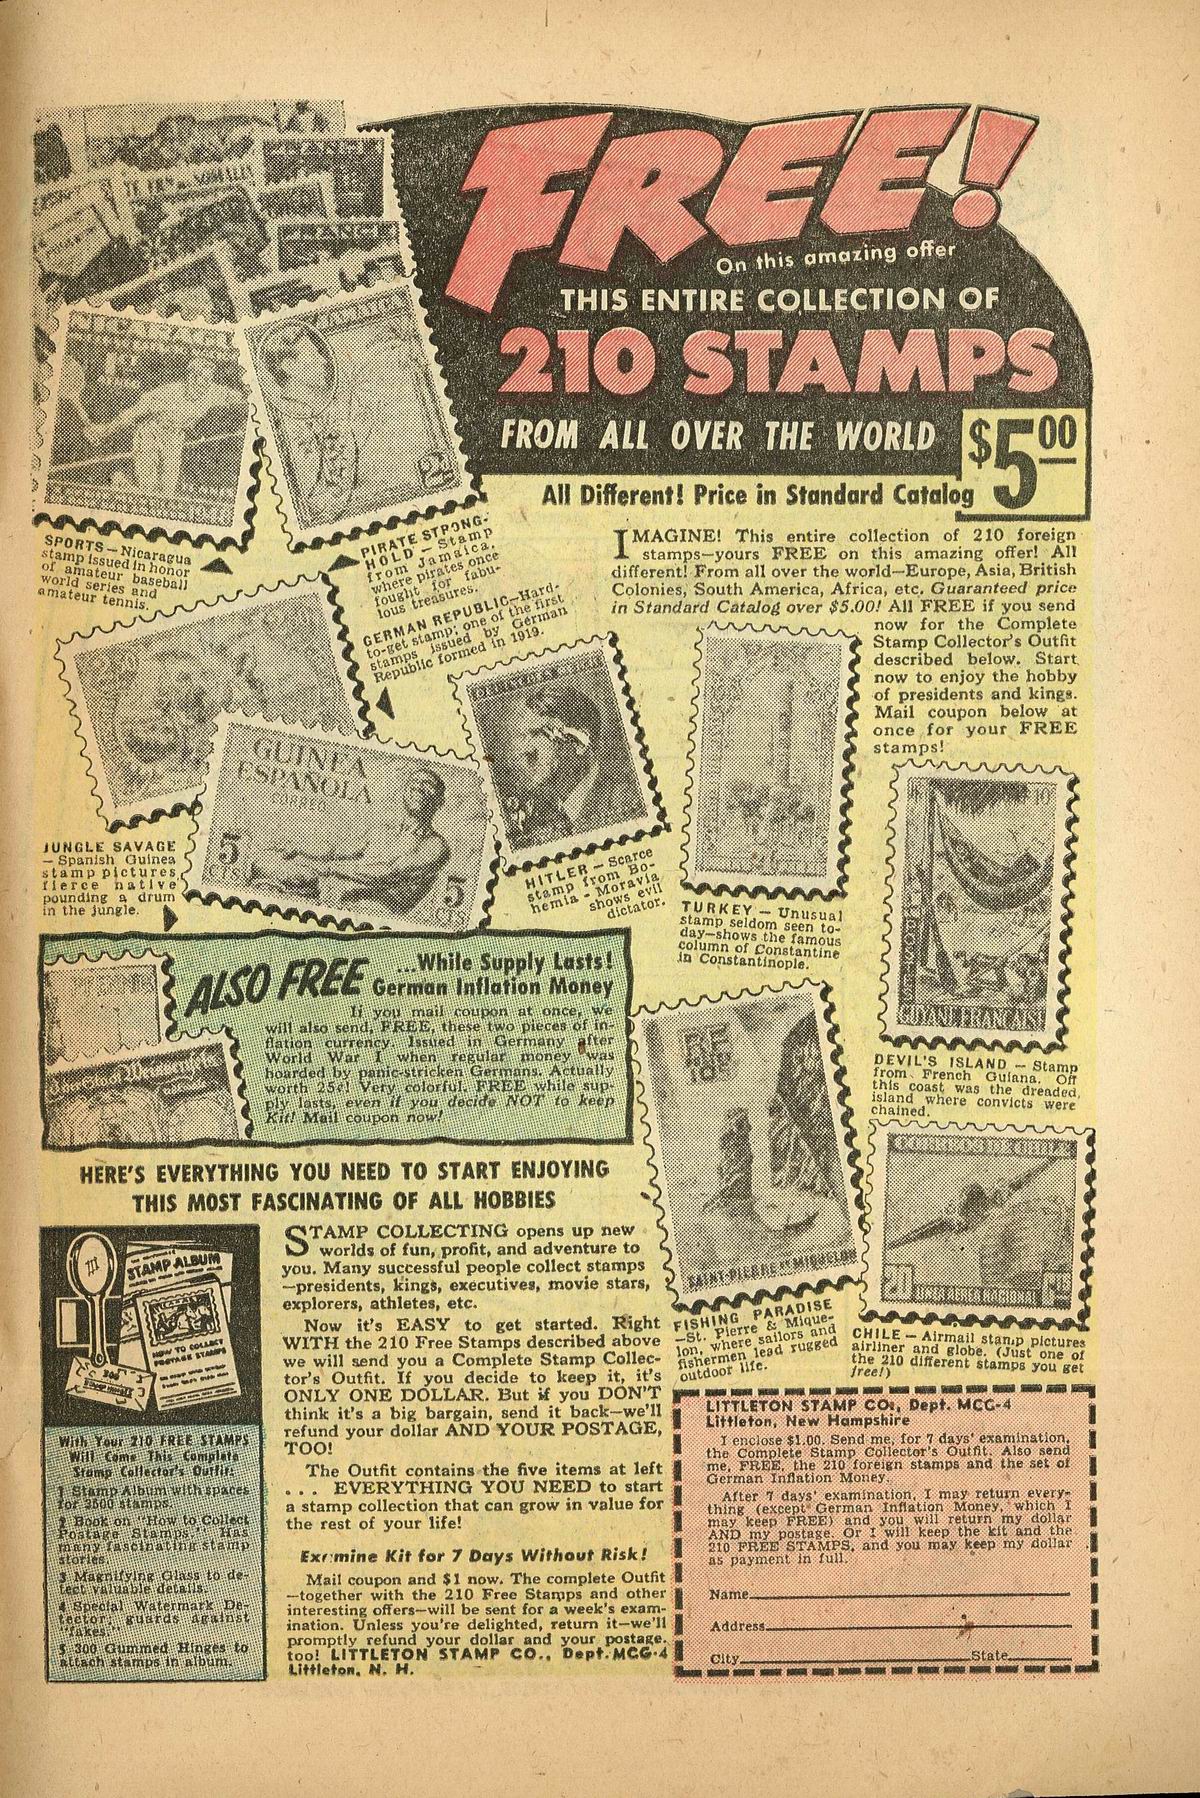 FREE!
On this amazing offer
THIS ENTIRE COLLECTION OF
210 STAMPS
FROM ALL OVER THE WORLD
$5.00
All Different! Price in Standard Catalog
IMAGINE! This entire collection of 210 foreign
stamps—yours FREE on this amazing offer! All
different! From all over the world—Europe, Asia, British
Colonies, South America, Africa, etc. Guaranteed price
in Standard Catalog over $5.00! All FREE if you send
now for the Complete
Stamp Collector's Outfit
described below. Start
now to enjoy the hobby
of presidents and kings.
Mail coupon below at
once for your FREE
stamps!
SPORTS—Nicaragua
stamp issued in honor
of amateur baseball
world series and
amateur tennis.
PIRATE STRONG-
HOLD — Stamp
from Jamaica,
where pirates once
fought for fabu-
lous treasures.
GERMAN REPUBLIC—Hard-
to-get stamp; one of the first
stamps issued by German
Republic formed in 1919.
GUINEA
ESPAÑOLA
CORREO
5
CTS
5
CTS
JUNGLE SAVAGE
— Spanish Guinea
stamp pictures
fierce native
pounding a drum
in the jungle.
HITLER — Scarce
stamp from Bo-
hemia - Moravia
shows evil
dictator.
TURKEY — Unusual
stamp seldom seen to-
day—shows the famous
column of Constantine
in Constantinople.
GUYANE FRANCAISE
DEVIL'S ISLAND — Stamp
from French Guiana. Off
this coast was the dreaded
island where convicts were
chained.
ALSO FREE
...While Supply Lasts!
German Inflation Money
If you mail coupon at once, we
will also send, FREE, these two pieces of in-
flation currency. Issued in Germany after
World War I when regular money was
hoarded by panic-stricken Germans. Actually
worth 25¢! Very colorful. FREE while sup-
ply lasts, even if you decide NOT to keep
Kit! Mail coupon now!
RF
10c
SAINT-PIERRE ET MIQUELON
FISHING PARADISE
—St. Pierre & Mique-
lon, where sailors and
fishermen lead rugged
outdoor life.
CORREOS DE CHILE
CHILE — Airmail stamp pictures
airliner and globe. (Just one of
the 210 different stamps you get
free!)
HERE'S EVERYTHING YOU NEED TO START ENJOYING
THIS MOST FASCINATING OF ALL HOBBIES
STAMP ALBUM
HOW TO COLLECT
POSTAGE STAMPS
300
STAMP COLLECTING opens up new
worlds of fun, profit, and adventure to
you. Many successful people collect stamps
—presidents, kings, executives, movie stars,
explorers, athletes, etc.
Now it's EASY to get started. Right
WITH the 210 Free Stamps described above
we will send you a Complete Stamp Collec-
tor's Outfit. If you decide to keep it, it's
ONLY ONE DOLLAR. But if you DON'T
think it's a big bargain, send it back—we'll
refund your dollar AND YOUR POSTAGE,
TOO!
The Outfit contains the five items at left
. . . EVERYTHING YOU NEED to start
a stamp collection that can grow in value for
the rest of your life!
Examine Kit for 7 Days Without Risk!
Mail coupon and $1 now. The complete Outfit
—together with the 210 Free Stamps and other
interesting offers—will be sent for a week's exam-
ination. Unless you're delighted, return it—we'll
promptly refund your dollar and your postage,
too! LITTLETON STAMP CO., Dept. MCG-4
Littleton, N. H.
With Your 210 FREE STAMPS
Will Come This Complete
Stamp Collector's Outfit:
1 Stamp Album with spaces
for 3500 stamps.
2 Book on "How to Collect
Postage Stamps." Has
many fascinating stamp
stories.
3 Magnifying Glass to de-
tect valuable details.
4 Special Watermark De-
tector; guards against
"fakes."
5 300 Gummed Hinges to
attach stamps in album.
LITTLETON STAMP CO., Dept. MCG-4
Littleton, New Hampshire
I enclose $1.00. Send me, for 7 days' examination,
the Complete Stamp Collector's Outfit. Also send
me, FREE, the 210 foreign stamps and the set of
German Inflation Money.
After 7 days' examination, I may return every-
thing (except German Inflation Money, which I
may keep FREE) and you will return my dollar
AND my postage. Or I will keep the kit and the
210 FREE STAMPS, and you may keep my dollar
as payment in full.
Name
Address
City State